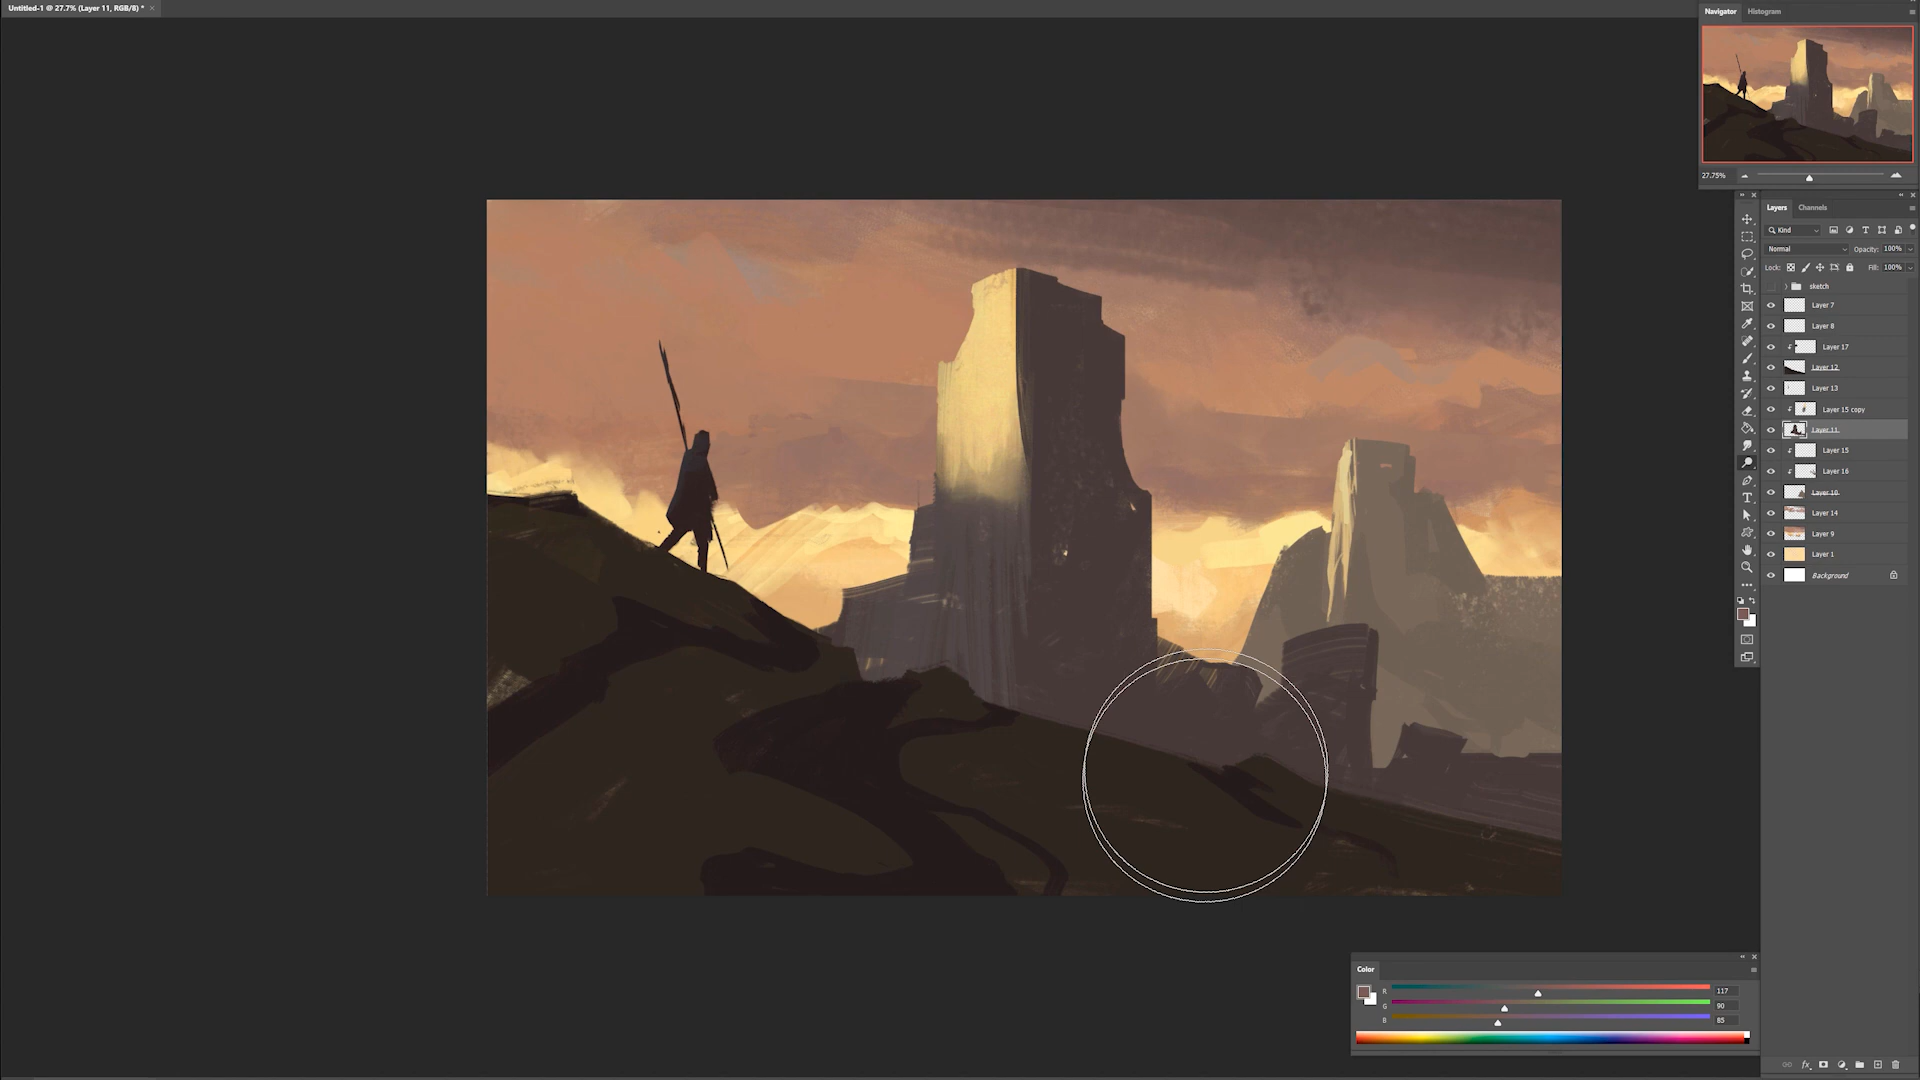 Untitled-1 @ 27.7% (Layer 11, RGB/8) *
Navigator
Histogram
27.75%
Layers
Channels
Kind
Normal
Opacity: 100%
Lock:
Fill: 100%
sketch
Layer 7
Layer 8
Layer 17
Layer 12
Layer 13
Layer 15 copy
Layer 11
Layer 15
Layer 16
Layer 10
Layer 14
Layer 9
Layer 1
Background
Color
R 117
G 90
B 85